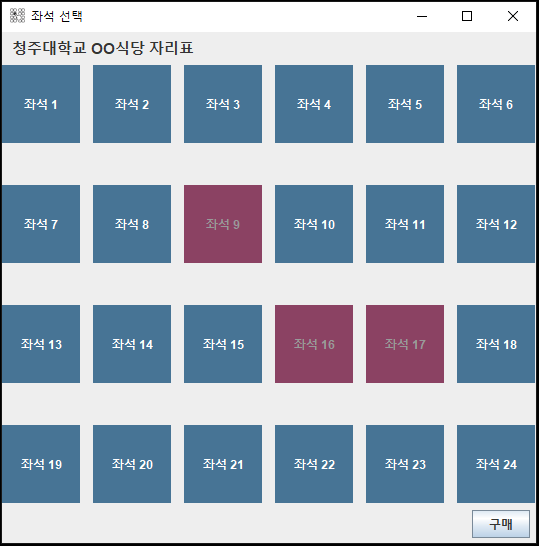 좌석 선택
청주대학교 OO식당 자리표
좌석 1 좌석 2 좌석 3 좌석 4 좌석 5 좌석 6
좌석 7 좌석 8 좌석 9 좌석 10 좌석 11 좌석 12
좌석 13 좌석 14 좌석 15 좌석 16 좌석 17 좌석 18
좌석 19 좌석 20 좌석 21 좌석 22 좌석 23 좌석 24
구매